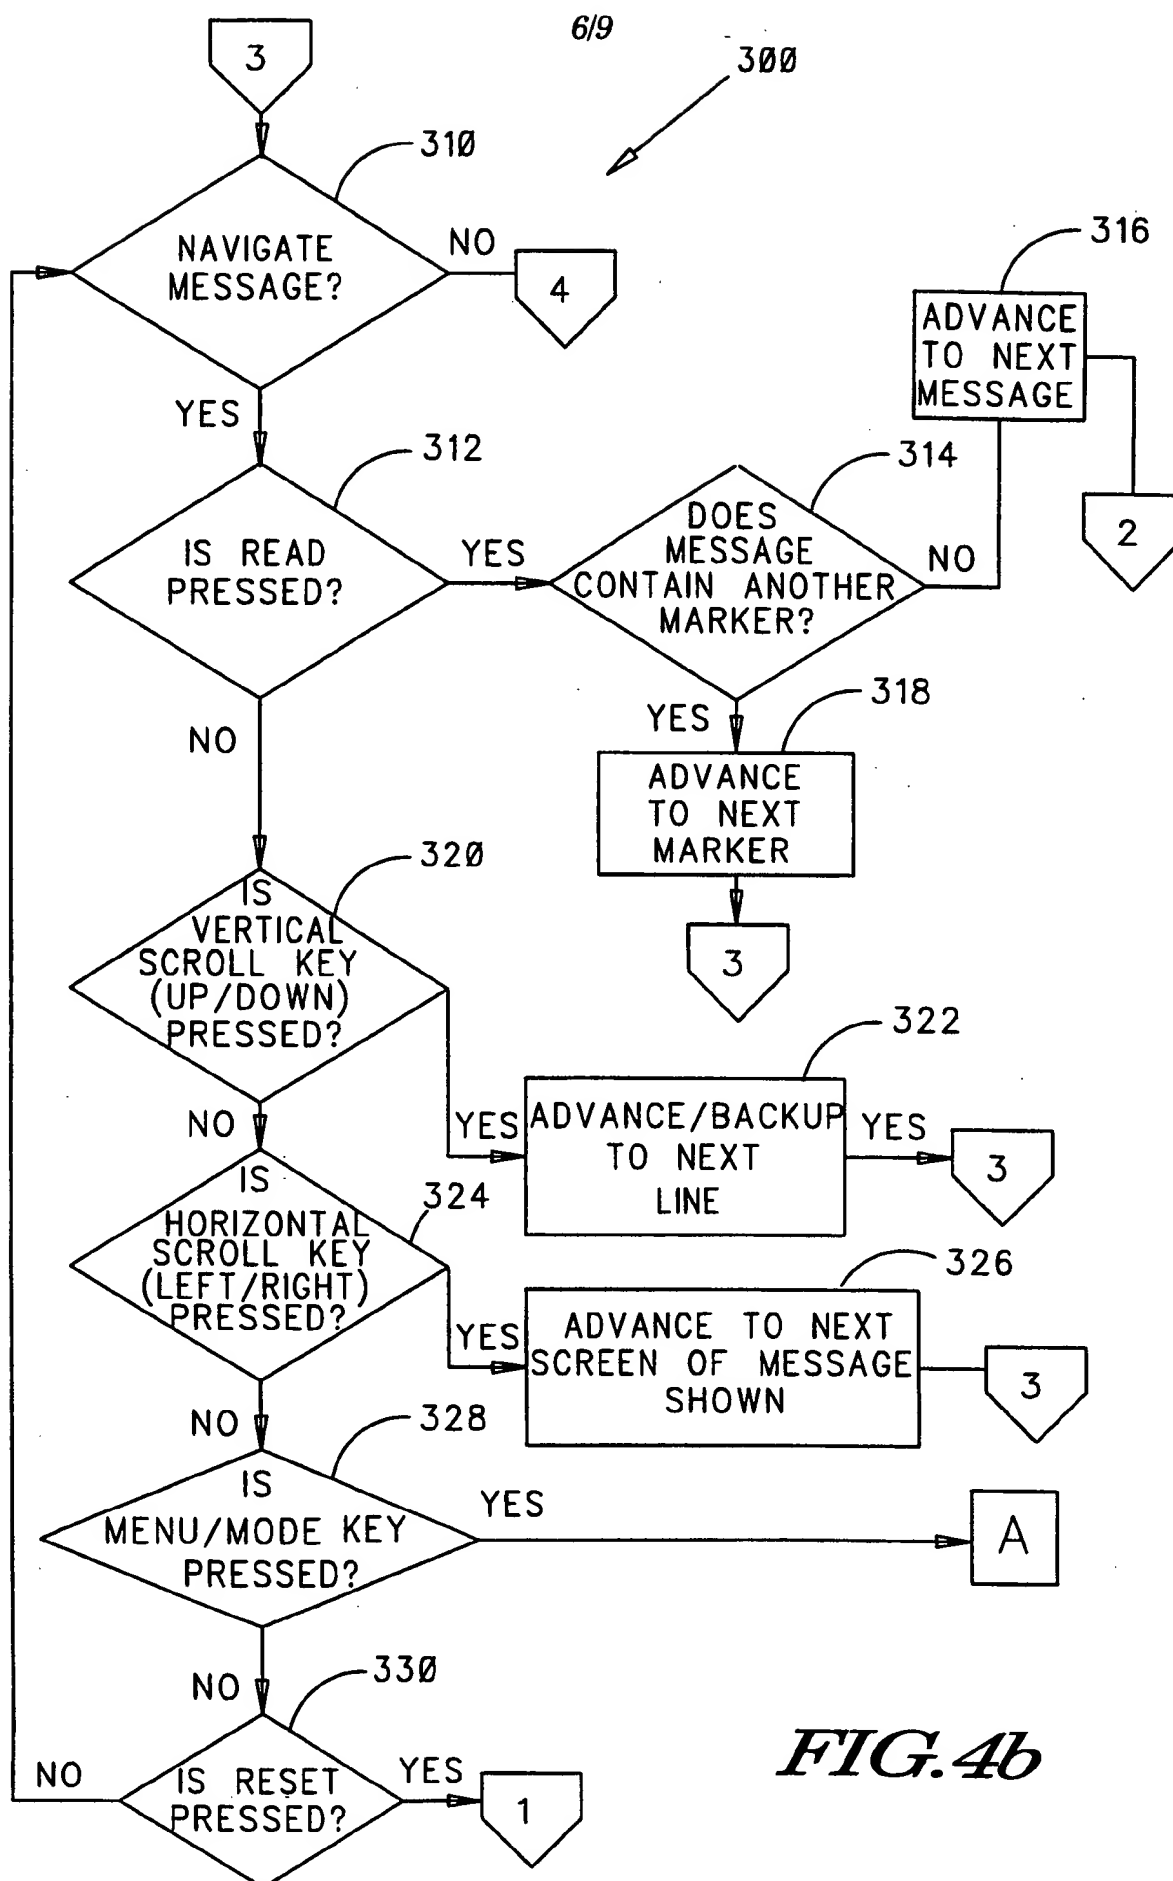 6/9
3
300
310
NAVIGATE
MESSAGE?
NO
4
316
ADVANCE
TO NEXT
MESSAGE
2
YES
312
IS READ
PRESSED?
YES
314
DOES
MESSAGE
CONTAIN ANOTHER
MARKER?
NO
YES
318
ADVANCE
TO NEXT
MARKER
3
NO
320
IS
VERTICAL
SCROLL KEY
(UP/DOWN)
PRESSED?
YES
322
ADVANCE/BACKUP
TO NEXT
LINE
YES
3
NO
324
IS
HORIZONTAL
SCROLL KEY
(LEFT/RIGHT)
PRESSED?
YES
326
ADVANCE TO NEXT
SCREEN OF MESSAGE
SHOWN
3
NO
328
IS
MENU/MODE KEY
PRESSED?
YES
A
NO
330
IS RESET
PRESSED?
NO
YES
1
FIG.4b